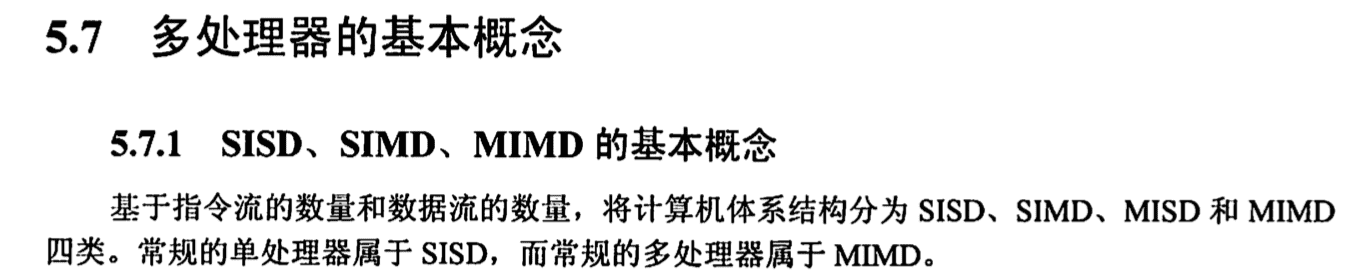 5.7 多处理器的基本概念
5.7.1 SISD、SIMD、MIMD 的基本概念
基于指令流的数量和数据流的数量，将计算机体系结构分为 SISD、SIMD、MISD 和 MIMD
四类。常规的单处理器属于 SISD，而常规的多处理器属于 MIMD。